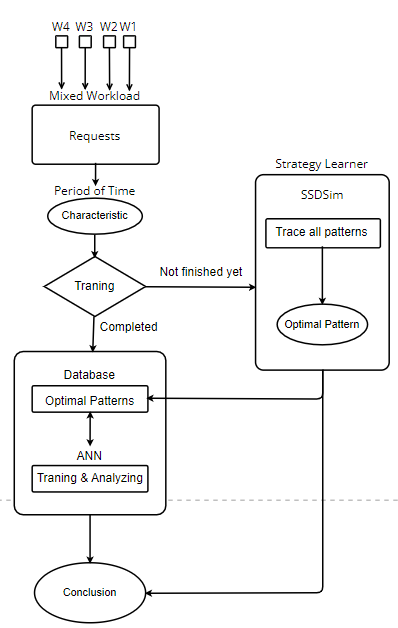 W4 W3 W2 W1
Mixed Workload
Requests
Period of Time
Characteristic
Traning
Not finished yet
Completed
Strategy Learner
SSDSim
Trace all patterns
Optimal Pattern
Database
Optimal Patterns
ANN
Traning & Analyzing
Conclusion